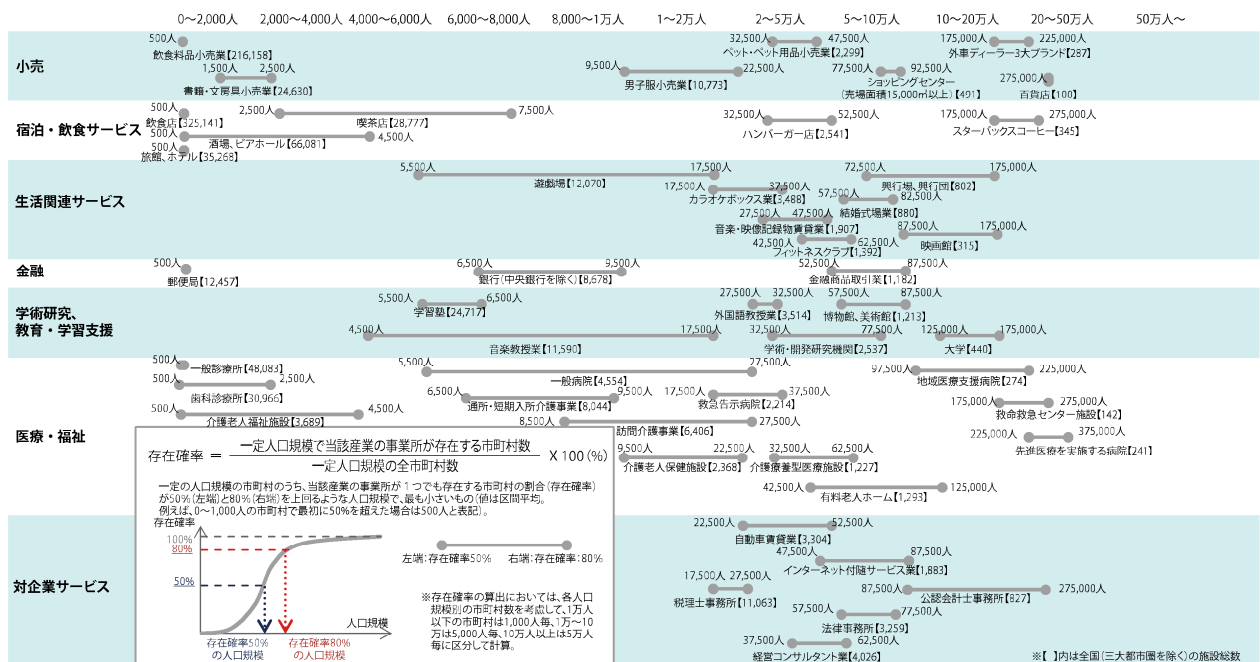 0～2,000人 2,000～4,000人 4,000～6,000人 6,000～8,000人 8,000～1万人 1～2万人 2～5万人 5～10万人 10～20万人 20～50万人 50万人～
小売
500人
飲食料品小売業【216,158】
1,500人 2,500人
書籍・文房具小売業【24,630】
9,500人 22,500人
男子服小売業【10,773】
32,500人 47,500人
ペット・ペット用品小売業【2,299】
77,500人 92,500人
ショッピングセンター
（売場面積15,000㎡以上）【491】
175,000人 225,000人
外車ディーラー3大ブランド【287】
275,000人
百貨店【100】
宿泊・飲食サービス
500人
飲食店【325,141】
2,500人 7,500人
喫茶店【28,777】
500人 4,500人
酒場、ビアホール【66,081】
500人
旅館、ホテル【35,268】
32,500人 52,500人
ハンバーガー店【2,541】
175,000人 275,000人
スターバックスコーヒー【345】
生活関連サービス
5,500人 17,500人
遊戯場【12,070】
17,500人 37,500人
カラオケボックス業【3,488】
27,500人 47,500人
音楽・映像記録物賃貸業【1,907】
42,500人 62,500人
フィットネスクラブ【1,392】
72,500人 175,000人
興行場、興行団【802】
57,500人 82,500人
結婚式場業【880】
87,500人 175,000人
映画館【315】
金融
500人
郵便局【12,457】
6,500人 9,500人
銀行（中央銀行を除く）【8,678】
52,500人 87,500人
金融商品取引業【1,182】
学術研究、
教育・学習支援
5,500人 6,500人
学習塾【24,717】
4,500人 17,500人
音楽教授業【11,590】
27,500人 32,500人
外国語教授業【3,514】
57,500人 87,500人
博物館、美術館【1,213】
32,500人 77,500人
学術・開発研究機関【2,537】
125,000人 175,000人
大学【440】
医療・福祉
500人
一般診療所【48,083】
500人 2,500人
歯科診療所【30,966】
500人 4,500人
介護老人福祉施設【3,689】
5,500人 27,500人
一般病院【4,554】
6,500人 9,500人
通所・短期入所介護事業【8,044】
8,500人 27,500人
訪問介護事業【6,406】
17,500人 37,500人
救急告示病院【2,214】
9,500人 22,500人
介護老人保健施設【2,368】
32,500人 62,500人
介護療養型医療施設【1,227】
42,500人 125,000人
有料老人ホーム【1,293】
97,500人 225,000人
地域医療支援病院【274】
175,000人 275,000人
救命救急センター施設【142】
225,000人 375,000人
先進医療を実施する病院【241】
対企業サービス
22,500人 52,500人
自動車賃貸業【3,304】
47,500人 87,500人
インターネット付随サービス業【1,883】
17,500人 27,500人
税理士事務所【11,063】
87,500人 275,000人
公認会計士事務所【827】
57,500人 77,500人
法律事務所【3,259】
37,500人 62,500人
経営コンサルタント業【4,026】
存在確率 ＝ 一定人口規模で当該産業の事業所が存在する市町村数
一定人口規模の全市町村数
×100（％）
一定の人口規模の市町村のうち、当該産業の事業所が１つでも存在する市町村の割合（存在確率）
が50％（左端）と80％（右端）を上回るような人口規模で、最も小さいもの（値は区間平均。
例えば、0～1,000人の市町村で最初に50％を超えた場合は500人と表記）。
存在確率
100％
80％
50％
人口規模
存在確率50％
の人口規模
存在確率80％
の人口規模
左端：存在確率50％ 右端：存在確率：80％
※存在確率の算出においては、各人口
規模別の市町村数を考慮して、1万人
以下の市町村は1,000人毎、1万～10
万は5,000人毎、10万人以上は5万人
毎に区分して計算。
※【 】内は全国（三大都市圏を除く）の施設総数